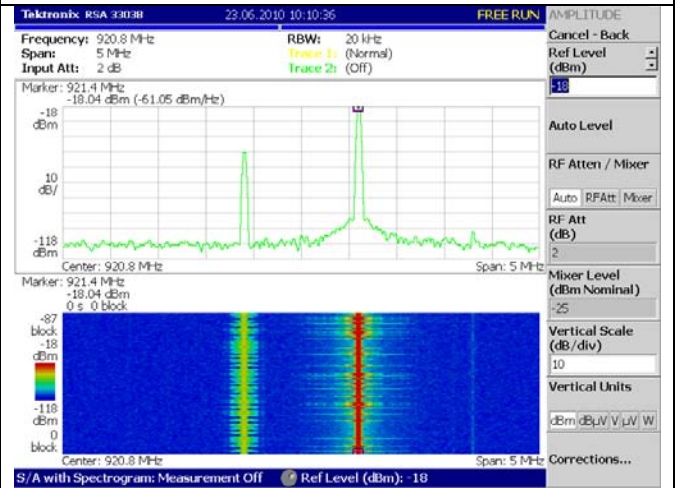 Tektronix RSA 3303B 23.06.2010 10:10:36 FREE RUN
Frequency: 920.8 MHz RBW: 20 kHz
Span: 5 MHz Trace 1: (Normal)
Input Att: 2 dB Trace 2: (Off)
Marker: 921.4 MHz
-18.04 dBm (-61.05 dBm/Hz)
-18
dBm
10
dB/
-118
dBm
Center: 920.8 MHz Span: 5 MHz
Marker: 921.4 MHz
-18.04 dBm
0 s 0 block
-87
block
-18
dBm
-118
dBm
0
block
Center: 920.8 MHz Span: 5 MHz
S/A with Spectrogram: Measurement Off Ref Level (dBm): -18
AMPLITUDE
Cancel - Back
Ref Level
(dBm)
-18
Auto Level
RF Atten / Mixer
Auto RFAtt Mixer
RF Att
(dB)
2
Mixer Level
(dBm Nominal)
-25
Vertical Scale
(dB/div)
10
Vertical Units
dBm dBµV V µV W
Corrections...